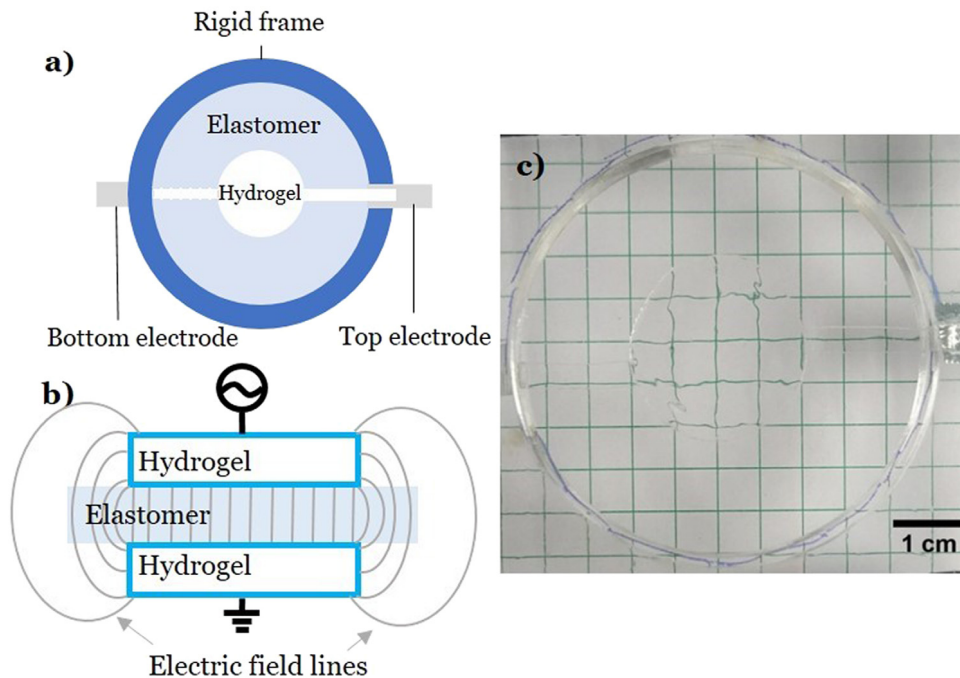 Rigid frame
a)
Elastomer
Hydrogel
Bottom electrode
Top electrode
b)
Hydrogel
Elastomer
Hydrogel
Electric field lines
c)
1 cm